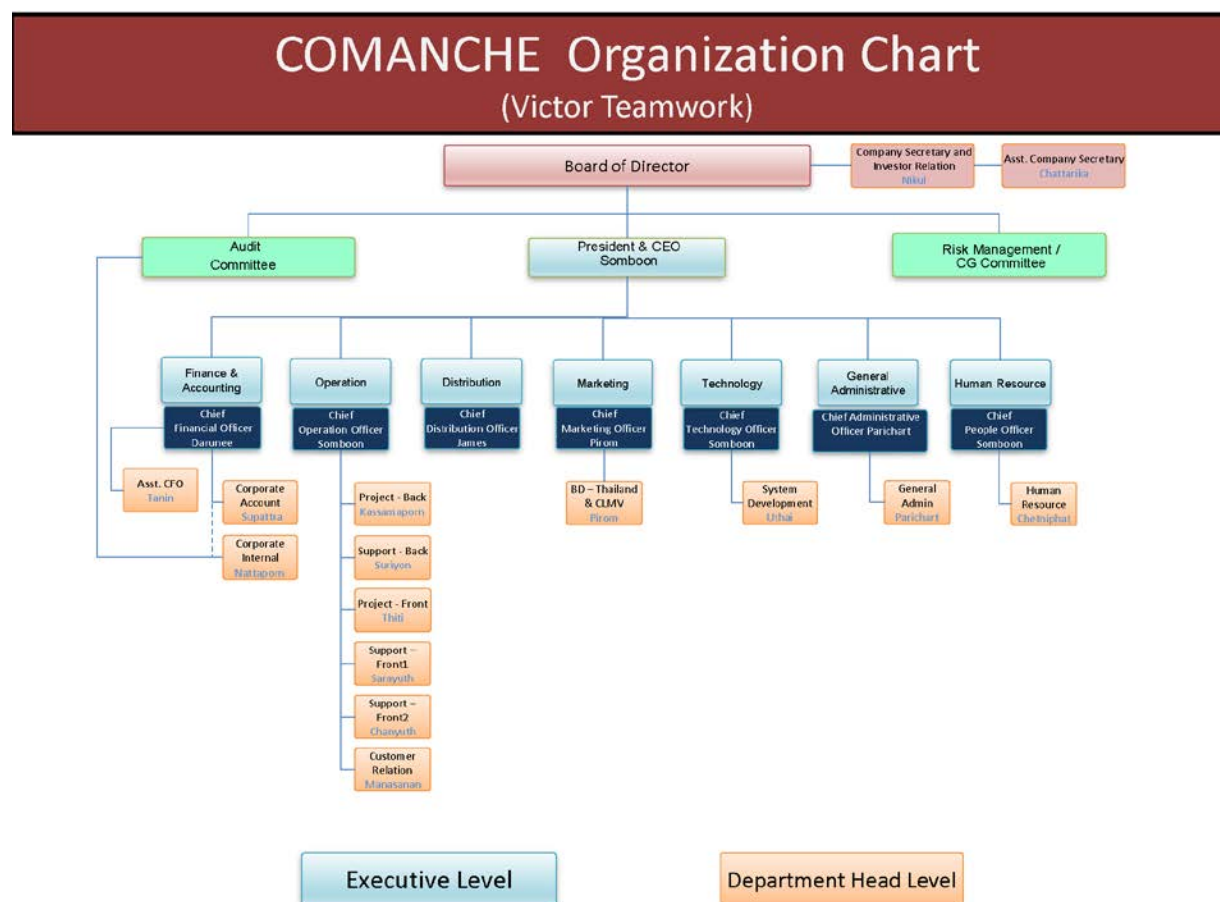 COMANCHE Organization Chart
(Victor Teamwork)
Board of Director
Company Secretary and
Investor Relation
Nikul
Asst. Company Secretary
Chattarika
Audit
Committee
President & CEO
Somboon
Risk Management /
CG Committee
Finance &
Accounting
Operation
Distribution
Marketing
Technology
General
Administrative
Human Resource
Chief
Financial Officer
Darunee
Chief
Operation Officer
Somboon
Chief
Distribution Officer
James
Chief
Marketing Officer
Pirom
Chief
Technology Officer
Somboon
Chief Administrative
Officer Parichart
Chief
People Officer
Somboon
Asst. CFO
Tanin
Corporate
Account
Supattra
Corporate
Internal
Nattaporn
Project - Back
Kassamaporn
Support - Back
Suriyon
Project - Front
Thiti
Support –
Front1
Sarayuth
Support –
Front2
Chanyuth
Customer
Relation
Manasanan
BD – Thailand
& CLMV
Pirom
System
Development
Uthai
General
Admin
Parichart
Human
Resource
Executive Level
Department Head Level